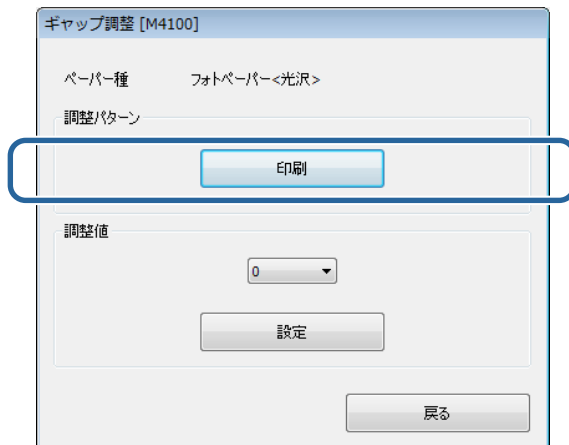 ギャップ調整 [M4100]
ペーパー種 フォトペーパー<光沢>
調整パターン
印刷
調整値
0
設定
戻る